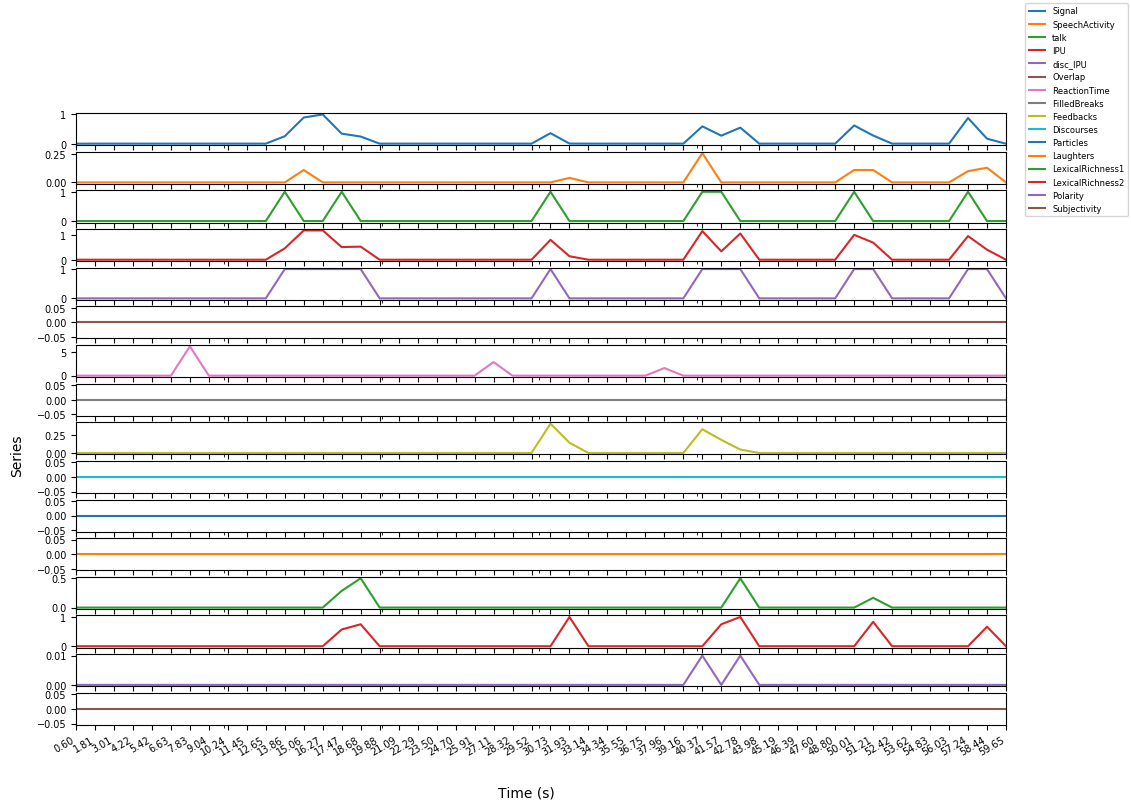 Signal
SpeechActivity
talk
IPU
disc_IPU
Overlap
ReactionTime
FilledBreaks
Feedbacks
Discourses
Particles
Laughters
LexicalRichness1
LexicalRichness2
Polarity
Subjectivity
1
0
0.25
0.00
1
0
1
0
1
0
0.05
0.00
−0.05
5
0
0.05
0.00
−0.05
0.25
0.00
0.05
0.00
−0.05
0.05
0.00
−0.05
0.05
0.00
−0.05
0.5
0.0
1
0
0.01
0.00
0.05
0.00
−0.05
Series
0.60 1.81 3.01 4.22 5.42 6.63 7.83 9.04 10.24 11.45 12.65 13.86 15.06 16.27 17.47 18.68 19.88 21.09 22.29 23.50 24.70 25.91 27.11 28.32 29.52 30.73 31.93 33.14 34.34 35.55 36.75 37.96 39.16 40.37 41.57 42.78 43.98 45.19 46.39 47.60 48.80 50.01 51.21 52.42 53.62 54.83 56.03 57.24 58.44 59.65
Time (s)